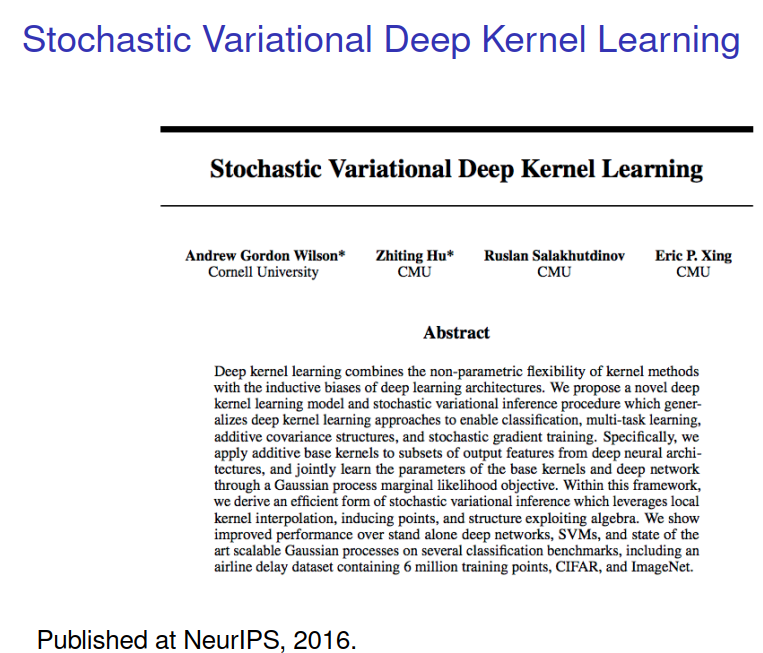 Stochastic Variational Deep Kernel Learning
Stochastic Variational Deep Kernel Learning
Andrew Gordon Wilson* Zhiting Hu* Ruslan Salakhutdinov Eric P. Xing
Cornell University CMU CMU CMU
Abstract
Deep kernel learning combines the non-parametric flexibility of kernel methods
with the inductive biases of deep learning architectures. We propose a novel deep
kernel learning model and stochastic variational inference procedure which gener-
alizes deep kernel learning approaches to enable classification, multi-task learning,
additive covariance structures, and stochastic gradient training. Specifically, we
apply additive base kernels to subsets of output features from deep neural archi-
tectures, and jointly learn the parameters of the base kernels and deep network
through a Gaussian process marginal likelihood objective. Within this framework,
we derive an efficient form of stochastic variational inference which leverages local
kernel interpolation, inducing points, and structure exploiting algebra. We show
improved performance over stand alone deep networks, SVMs, and state of the
art scalable Gaussian processes on several classification benchmarks, including an
airline delay dataset containing 6 million training points, CIFAR, and ImageNet.
Published at NeurIPS, 2016.